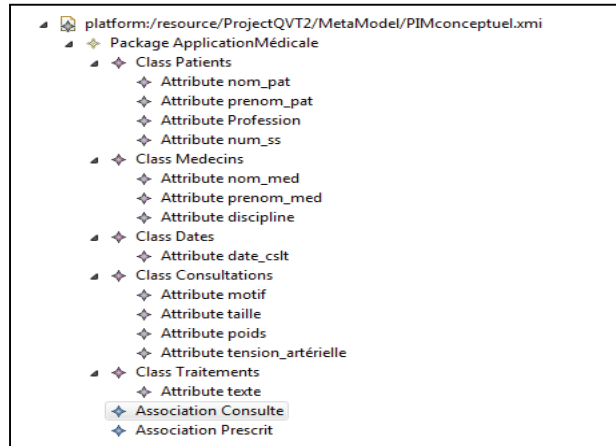 platform:/resource/ProjectQVT2/MetaModel/PIMconceptuel.xmi
Package ApplicationMédicale
Class Patients
Attribute nom_pat
Attribute prenom_pat
Attribute Profession
Attribute num_ss
Class Medecins
Attribute nom_med
Attribute prenom_med
Attribute discipline
Class Dates
Attribute date_cslt
Class Consultations
Attribute motif
Attribute taille
Attribute poids
Attribute tension_artérielle
Class Traitements
Attribute texte
Association Consulte
Association Prescrit